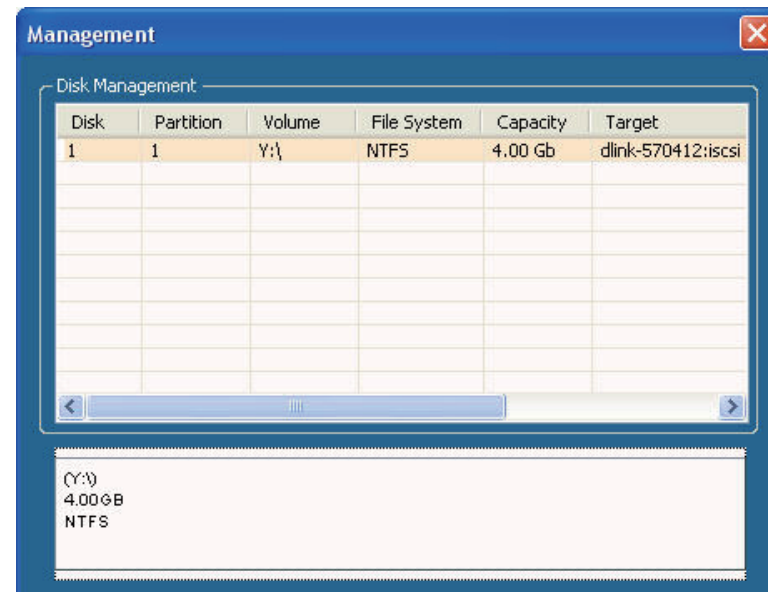 Management
Disk Management
Disk Partition Volume File System Capacity Target
1 1 Y:\ NTFS 4.00 Gb dlink-570412:iscsi
(Y:\)
4.00GB
NTFS